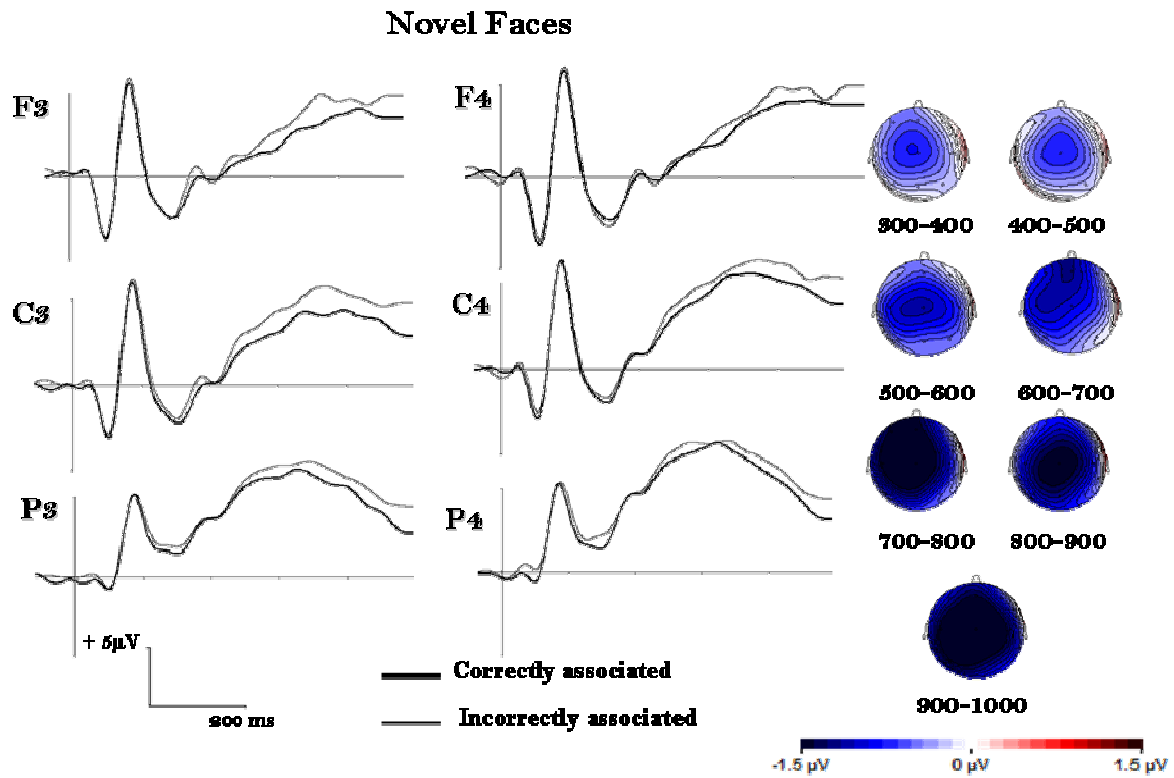 Novel Faces
F3
F4
300-400
400-500
C3
C4
500-600
600-700
P3
P4
700-800
800-900
+ 5µV
200 ms
Correctly associated
Incorrectly associated
900-1000
-1.5 µV
0 µV
1.5 µV